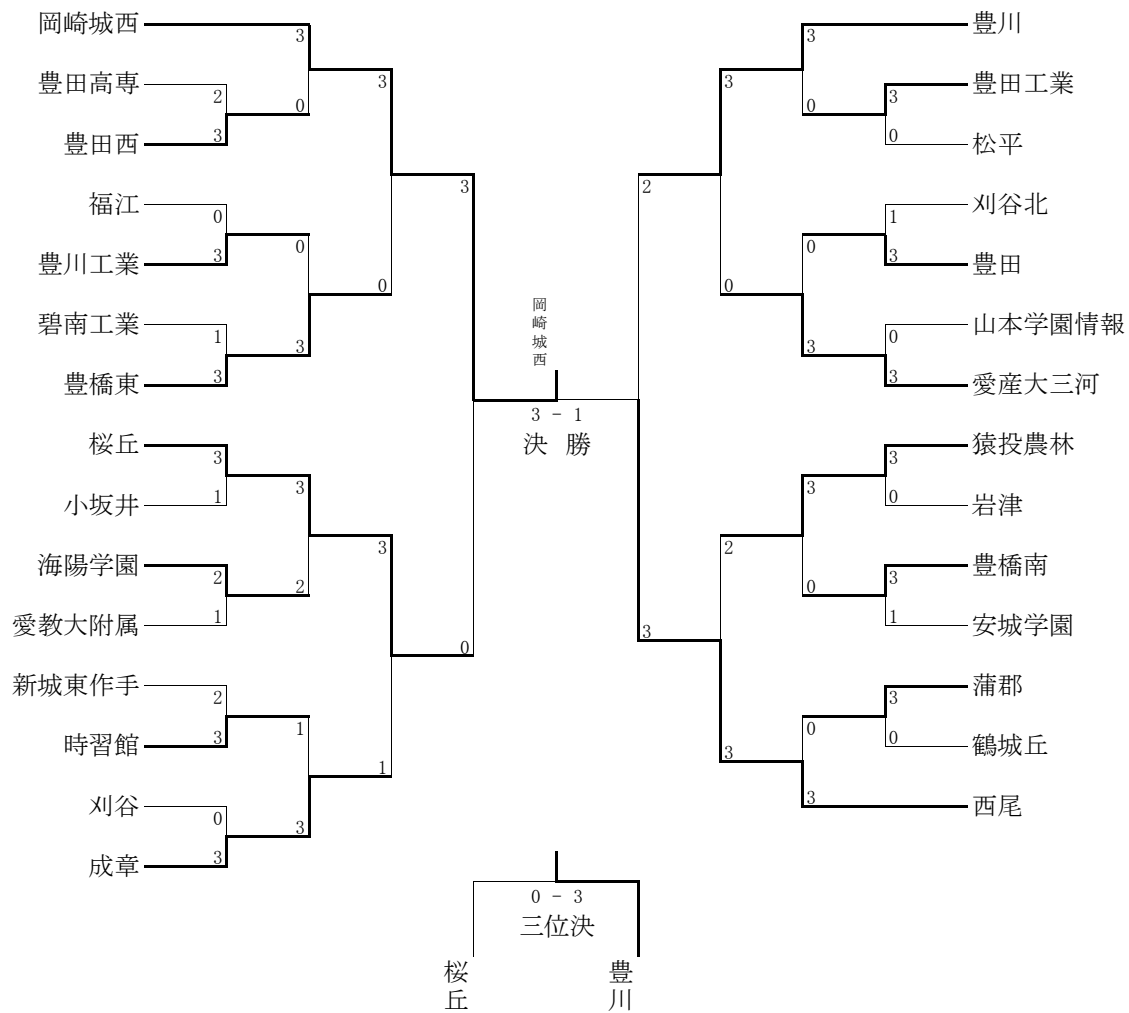 岡崎城西
3
豊田高専
2
0
豊田西
3
3
福江
0
豊川工業
3
0
碧南工業
1
豊橋東
3
3
0
3
桜丘
3
小坂井
1
3
海陽学園
2
愛教大附属
1
2
3
新城東作手
2
時習館
3
1
刈谷
0
成章
3
3
1
0
岡崎城西
3 - 1
決 勝
豊川
3
豊田工業
3
松平
0
0
3
刈谷北
1
豊田
3
0
山本学園情報
0
愛産大三河
3
3
0
2
猿投農林
3
岩津
0
3
豊橋南
3
安城学園
1
0
2
蒲郡
3
鶴城丘
0
0
西尾
3
3
3
0 - 3
三位決
桜丘
豊川